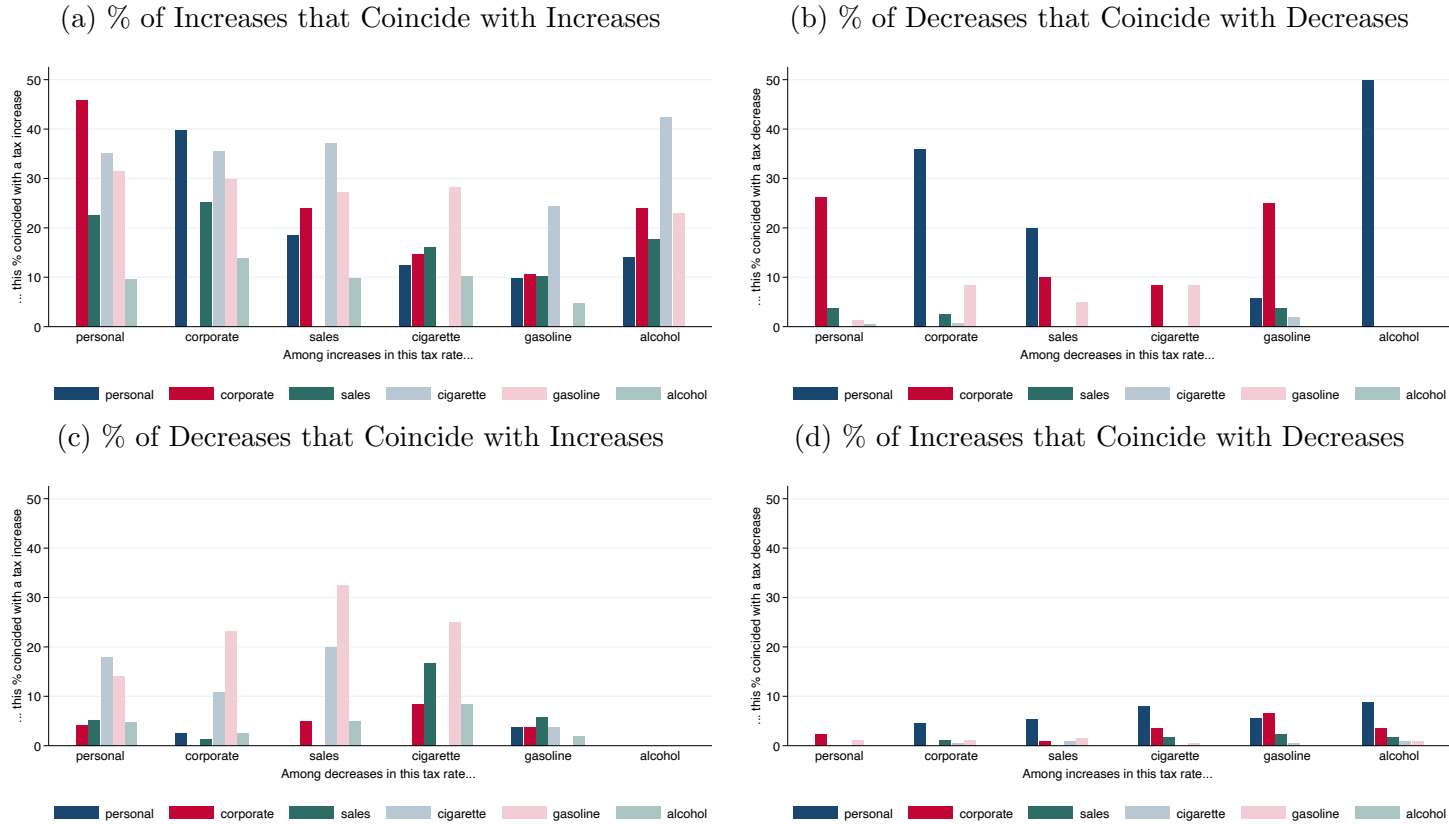 (a) % of Increases that Coincide with Increases
... this % coincided with a tax increase
50
40
30
20
10
0
personal corporate sales cigarette gasoline alcohol
Among increases in this tax rate...
personal corporate sales cigarette gasoline alcohol
(b) % of Decreases that Coincide with Decreases
... this % coincided with a tax decrease
50
40
30
20
10
0
personal corporate sales cigarette gasoline alcohol
Among decreases in this tax rate...
personal corporate sales cigarette gasoline alcohol
(c) % of Decreases that Coincide with Increases
... this % coincided with a tax increase
50
40
30
20
10
0
personal corporate sales cigarette gasoline alcohol
Among decreases in this tax rate...
personal corporate sales cigarette gasoline alcohol
(d) % of Increases that Coincide with Decreases
... this % coincided with a tax decrease
50
40
30
20
10
0
personal corporate sales cigarette gasoline alcohol
Among increases in this tax rate...
personal corporate sales cigarette gasoline alcohol